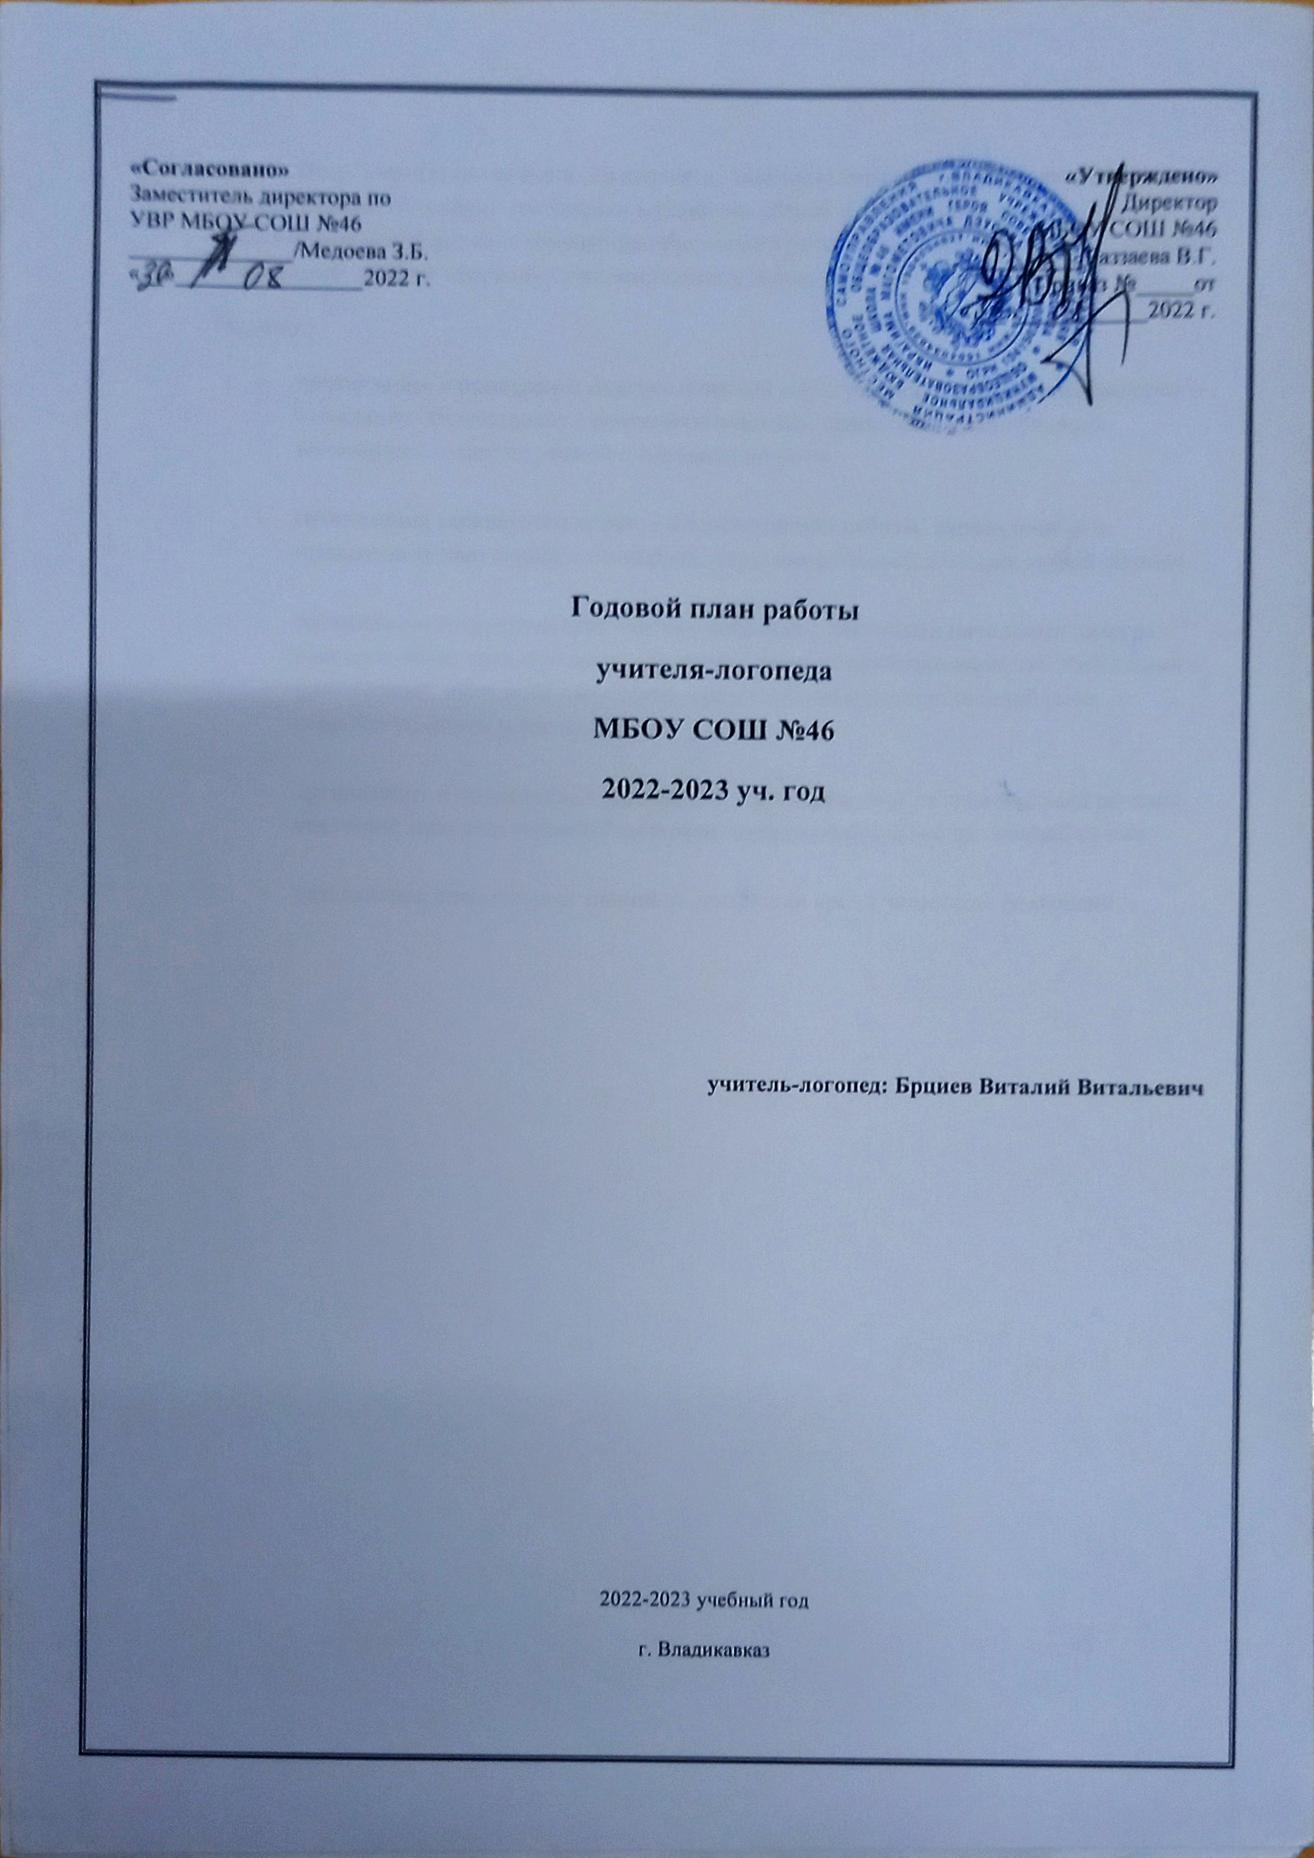 «Согласовано»
Заместитель директора по
УВР МБОУ СОШ №46
/Медоева З.Б.
«30» 08 2022 г.
«Утверждено»
Директор
СОШ №46
В.Г.
№ от
2022 г.
Годовой план работы
учителя-логопеда
МБОУ СОШ №46
2022-2023 уч. год
учитель-логопед: Брциев Виталий Витальевич
2022-2023 учебный год
г. Владикавказ